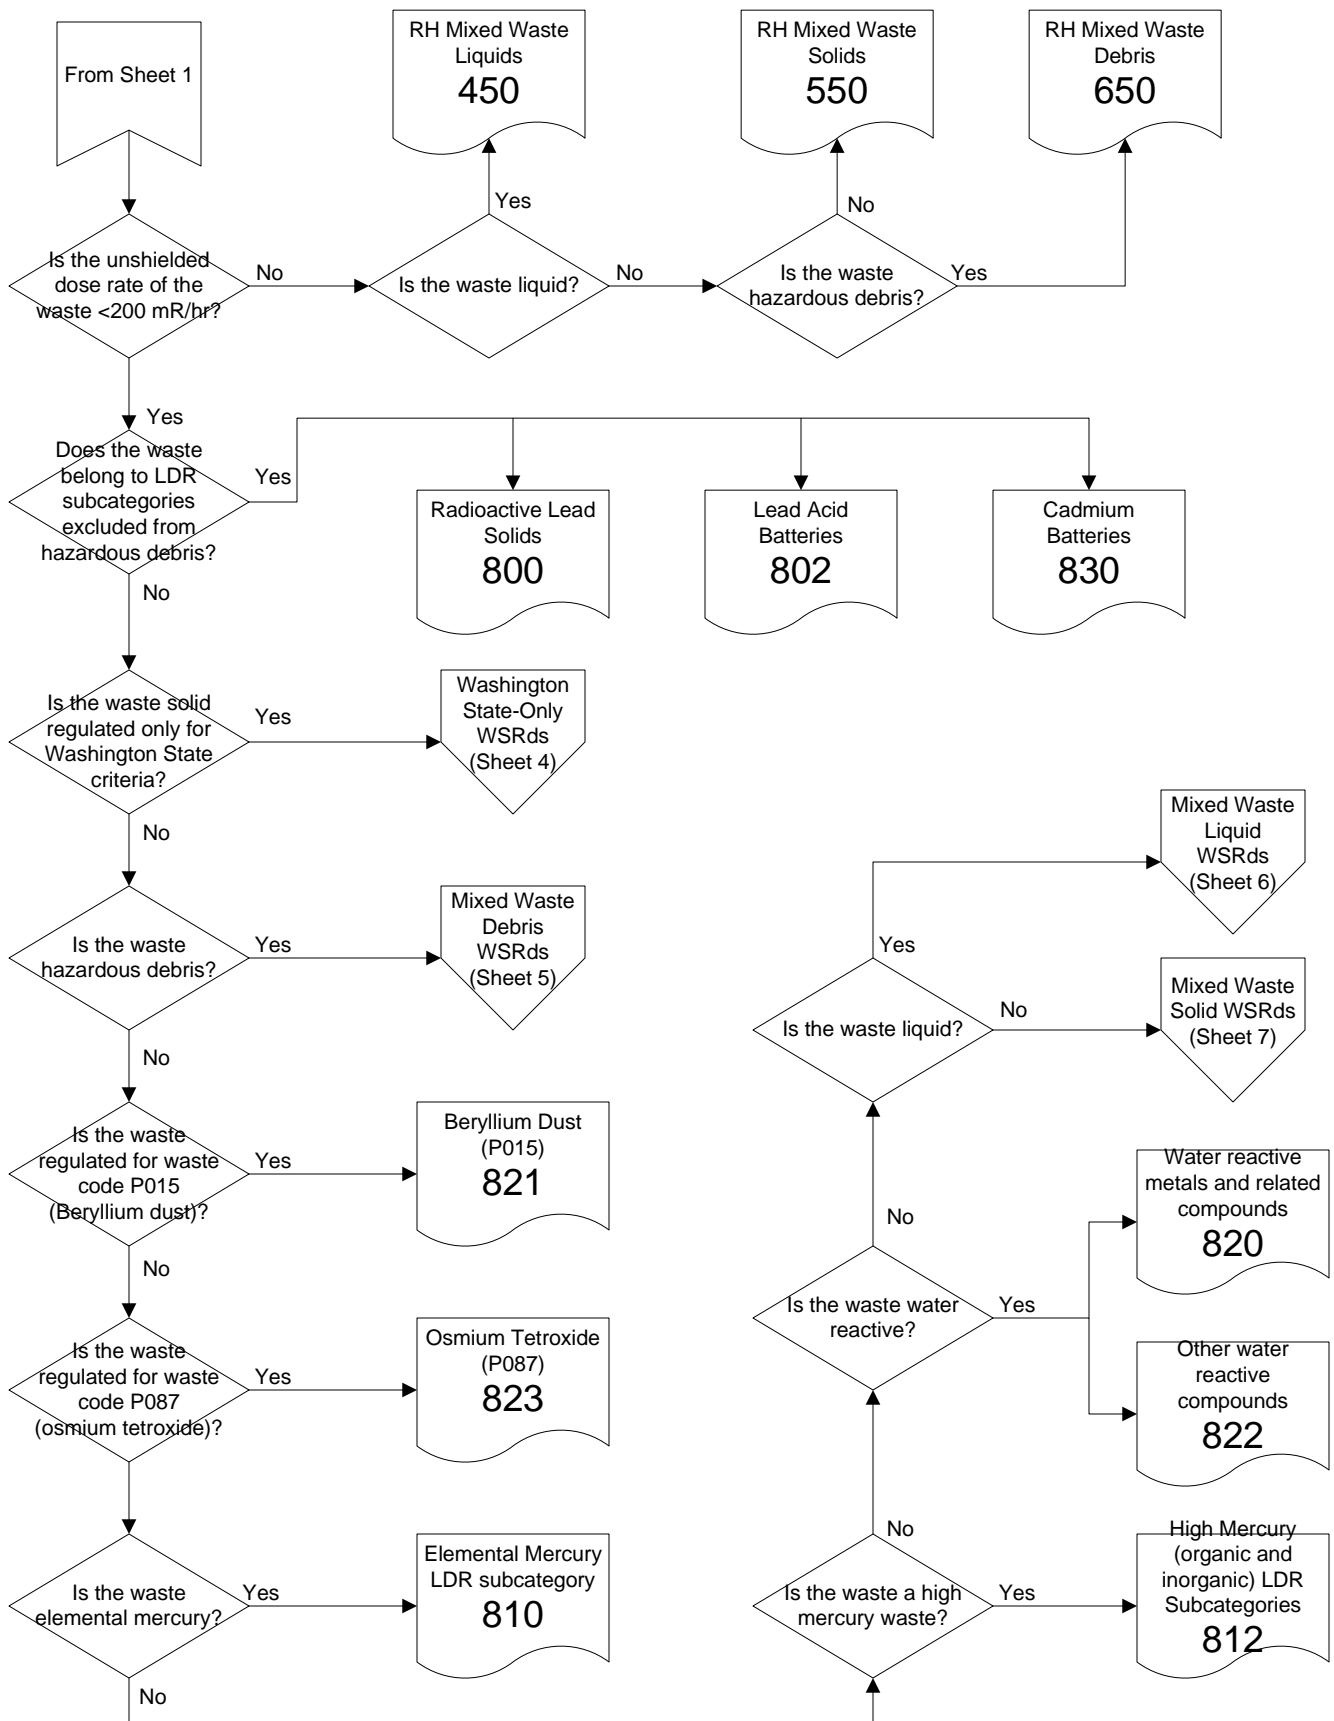 From Sheet 1
RH Mixed Waste
Liquids
450
RH Mixed Waste
Solids
550
RH Mixed Waste
Debris
650
Is the unshielded
dose rate of the
waste <200 mR/hr?
No
Yes
Is the waste liquid?
Yes
No
Is the waste
hazardous debris?
No
Yes
Does the waste
belong to LDR
subcategories
excluded from
hazardous debris?
Yes
No
Radioactive Lead
Solids
800
Lead Acid
Batteries
802
Cadmium
Batteries
830
Is the waste solid
regulated only for
Washington State
criteria?
Yes
No
Washington
State-Only
WSRds
(Sheet 4)
Is the waste
hazardous debris?
Yes
No
Mixed Waste
Debris
WSRds
(Sheet 5)
Is the waste
regulated for waste
code P015
(Beryllium dust)?
Yes
No
Beryllium Dust
(P015)
821
Is the waste
regulated for waste
code P087
(osmium tetroxide)?
Yes
Osmium Tetroxide
(P087)
823
Is the waste
elemental mercury?
Yes
No
Elemental Mercury
LDR subcategory
810
Mixed Waste
Liquid
WSRds
(Sheet 6)
Yes
Is the waste liquid?
No
Mixed Waste
Solid WSRds
(Sheet 7)
No
Is the waste water
reactive?
Yes
Water reactive
metals and related
compounds
820
Other water
reactive
compounds
822
No
Is the waste a high
mercury waste?
Yes
High Mercury
(organic and
inorganic) LDR
Subcategories
812